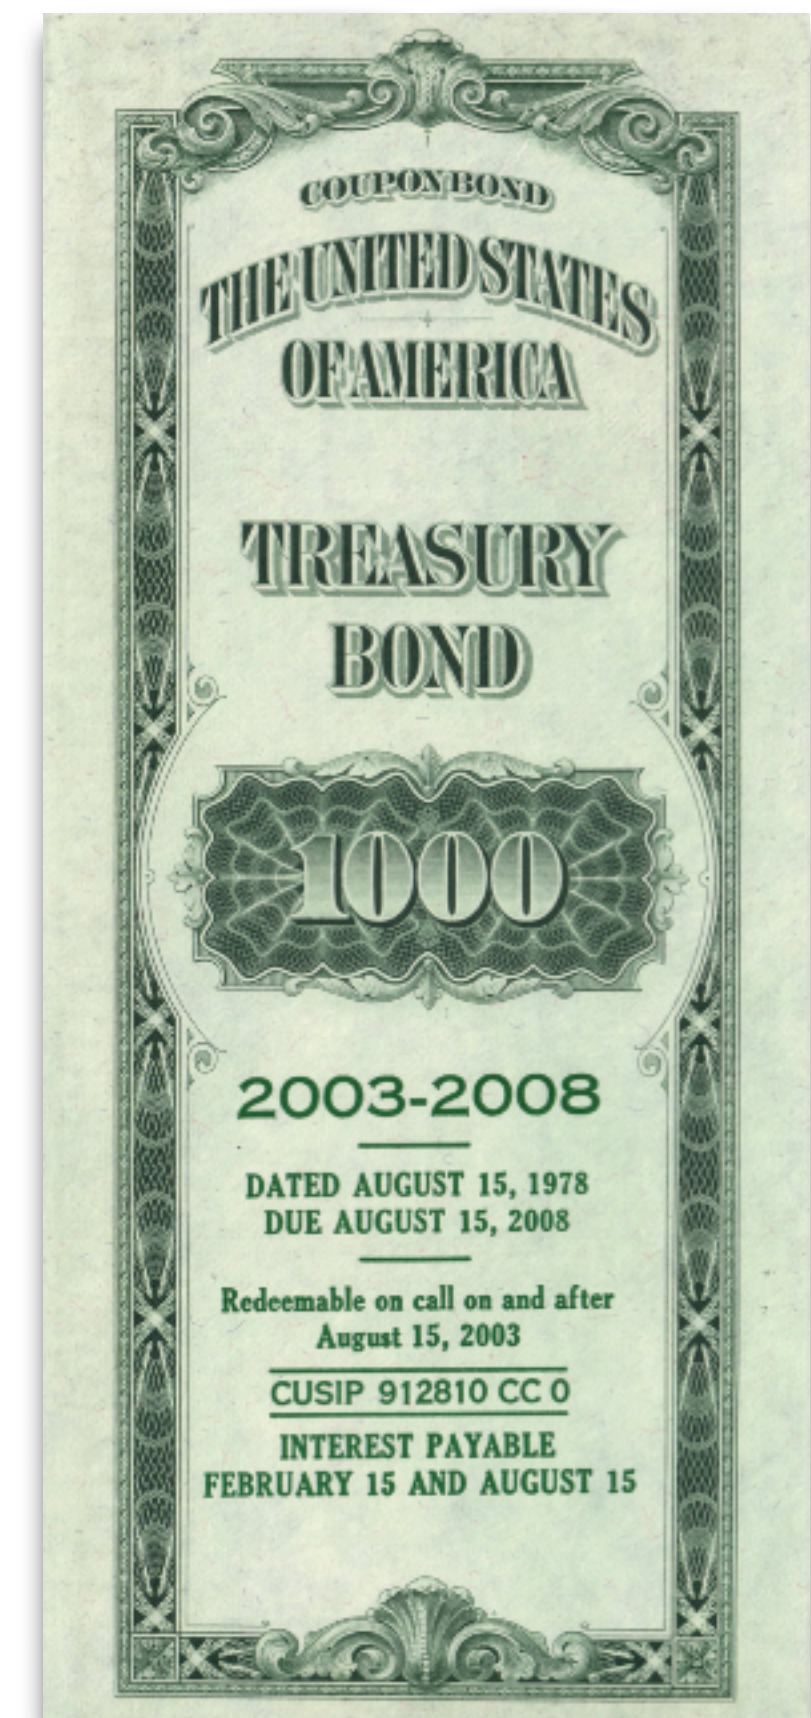 COUPON BOND
THE UNITED STATES
OF AMERICA
TREASURY
BOND
1000
2003-2008
DATED AUGUST 15, 1978
DUE AUGUST 15, 2008
Redeemable on call on and after
August 15, 2003
CUSIP 912810 CC 0
INTEREST PAYABLE
FEBRUARY 15 AND AUGUST 15